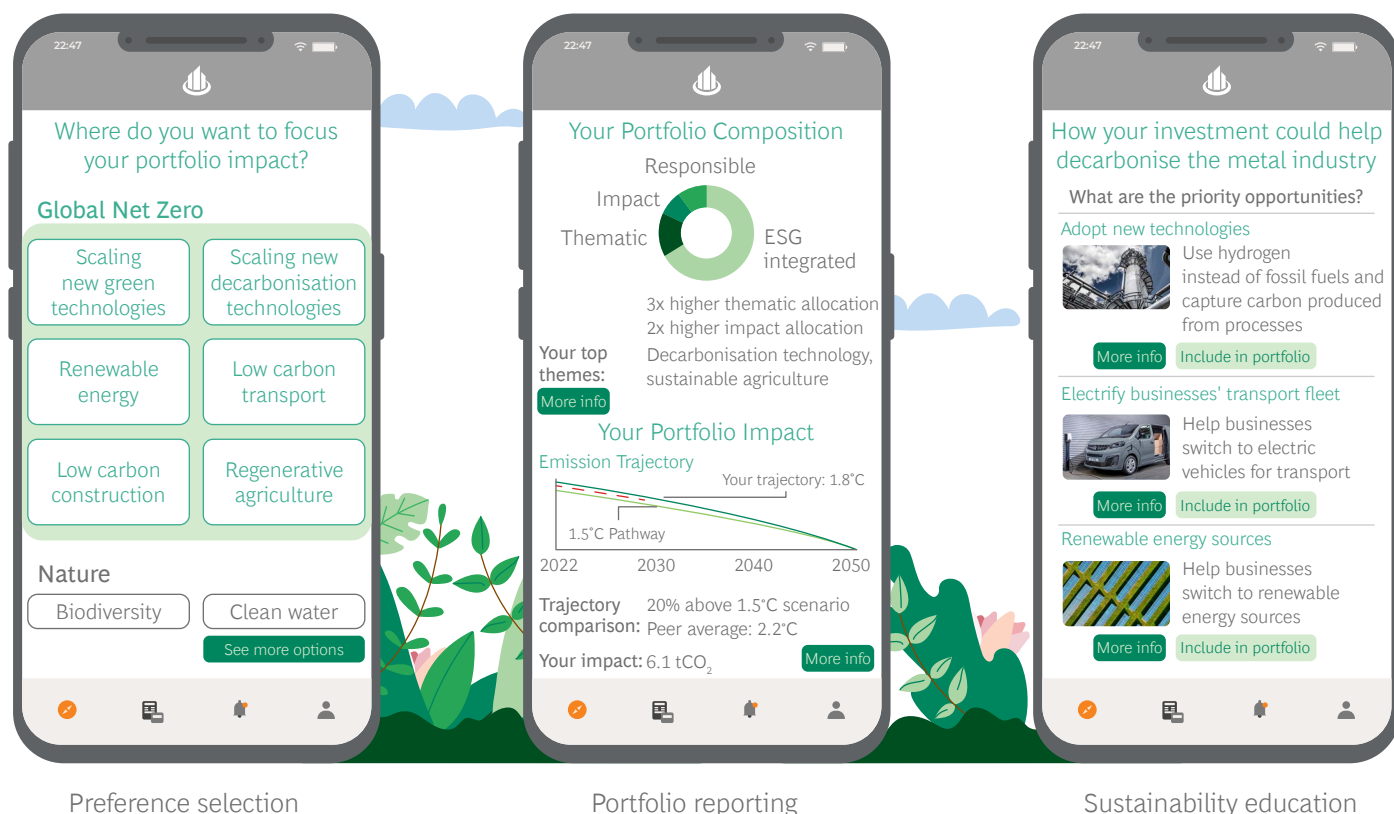 22:47
Where do you want to focus
your portfolio impact?
Global Net Zero
Scaling
new green
technologies
Scaling new
decarbonisation
technologies
Renewable
energy
Low carbon
transport
Low carbon
construction
Regenerative
agriculture
Nature
Biodiversity
Clean water
See more options
Preference selection
22:47
Your Portfolio Composition
Responsible
Impact
Thematic
ESG
integrated
3x higher thematic allocation
2x higher impact allocation
Your top
themes:
Decarbonisation technology,
sustainable agriculture
More info
Your Portfolio Impact
Emission Trajectory
Your trajectory: 1.8°C
1.5°C Pathway
2022 2030 2040 2050
Trajectory
comparison:
20% above 1.5°C scenario
Peer average: 2.2°C
Your impact: 6.1 tCO₂
More info
Portfolio reporting
22:47
How your investment could help
decarbonise the metal industry
What are the priority opportunities?
Adopt new technologies
Use hydrogen
instead of fossil fuels and
capture carbon produced
from processes
More info Include in portfolio
Electrify businesses' transport fleet
Help businesses
switch to electric
vehicles for transport
More info Include in portfolio
Renewable energy sources
Help businesses
switch to renewable
energy sources
More info Include in portfolio
Sustainability education